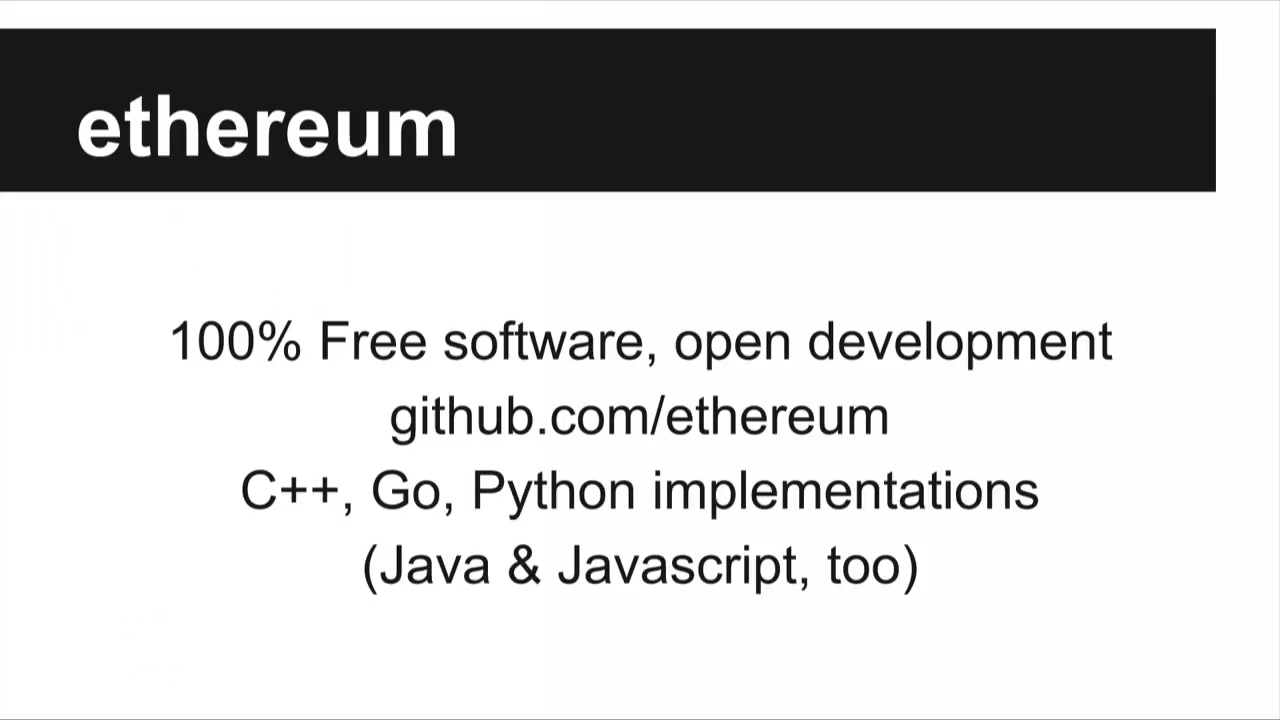 ethereum
100% Free software, open development
github.com/ethereum
C++, Go, Python implementations
(Java & Javascript, too)